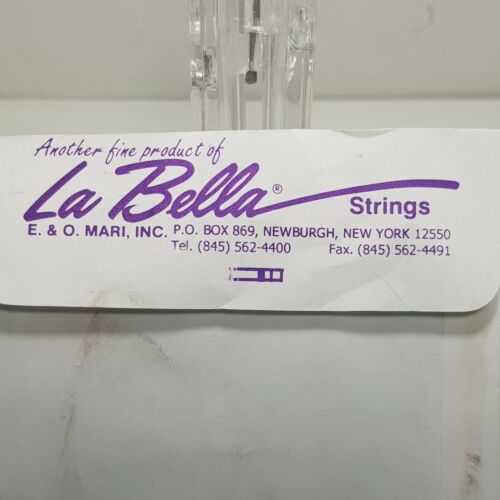 Another fine product of
La Bella® Strings
E. & O. MARI, INC. P.O. BOX 869, NEWBURGH, NEW YORK 12550
Tel. (845) 562-4400 Fax. (845) 562-4491